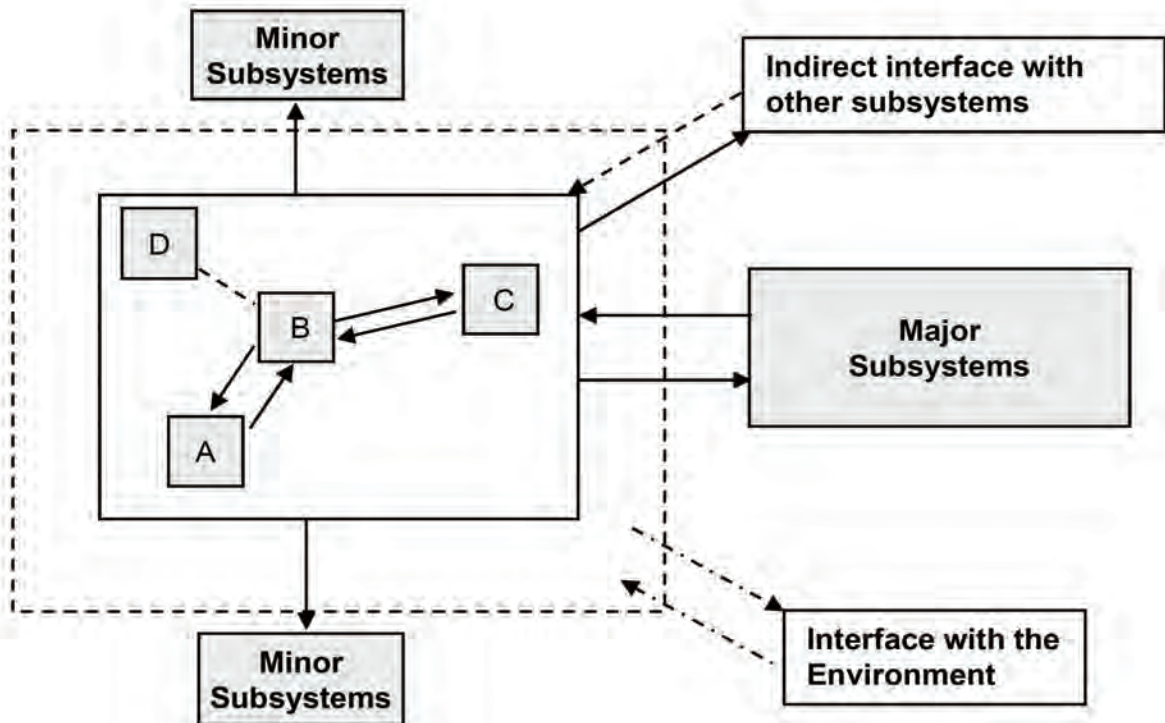 Minor
Subsystems
Indirect interface with
other subsystems
D
C
B
A
Major
Subsystems
Interface with the
Environment
Minor
Subsystems